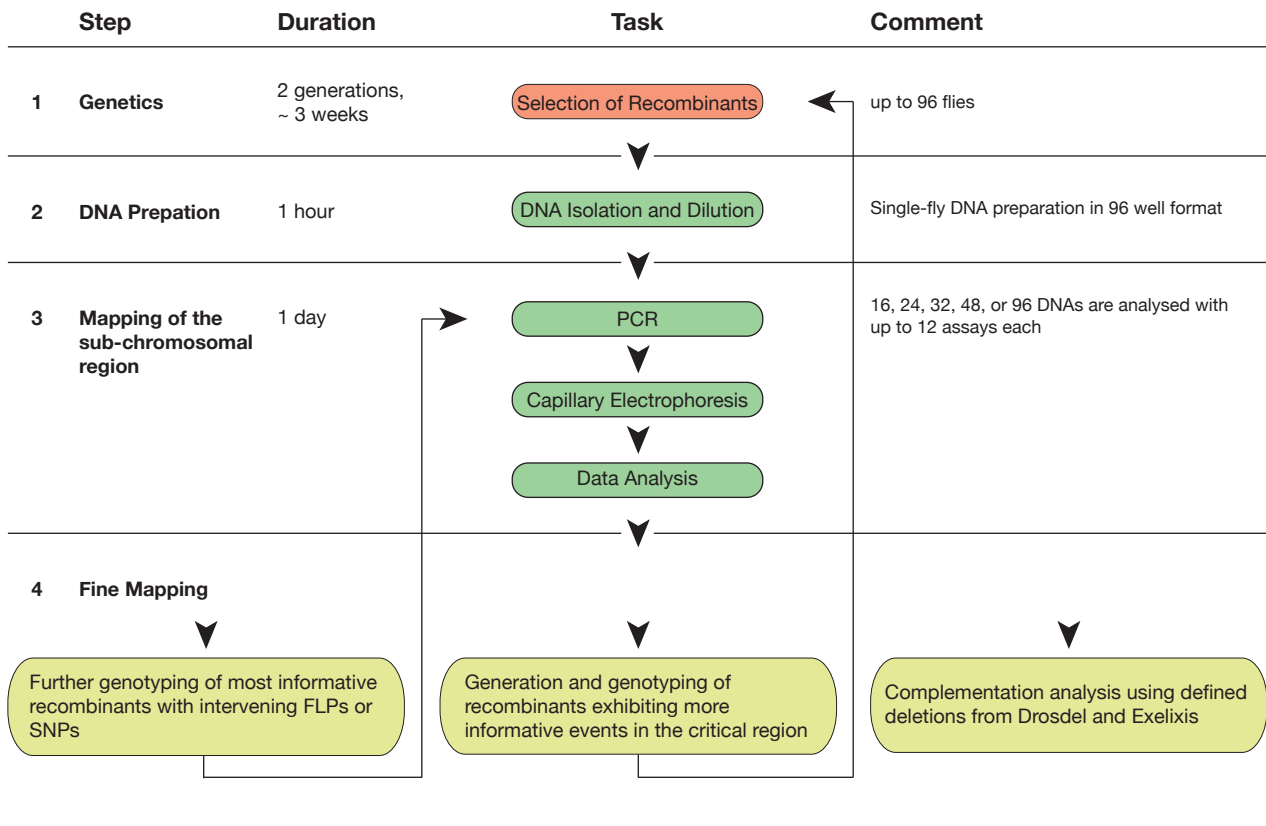 Step Duration Task Comment
1 Genetics 2 generations, ~ 3 weeks Selection of Recombinants up to 96 flies
2 DNA Prepation 1 hour DNA Isolation and Dilution Single-fly DNA preparation in 96 well format
3 Mapping of the sub-chromosomal region 1 day PCR 16, 24, 32, 48, or 96 DNAs are analysed with up to 12 assays each
Capillary Electrophoresis
Data Analysis
4 Fine Mapping
Further genotyping of most informative
recombinants with intervening FLPs or
SNPs
Generation and genotyping of
recombinants exhibiting more
informative events in the critical region
Complementation analysis using defined
deletions from Drosdel and Exelixis